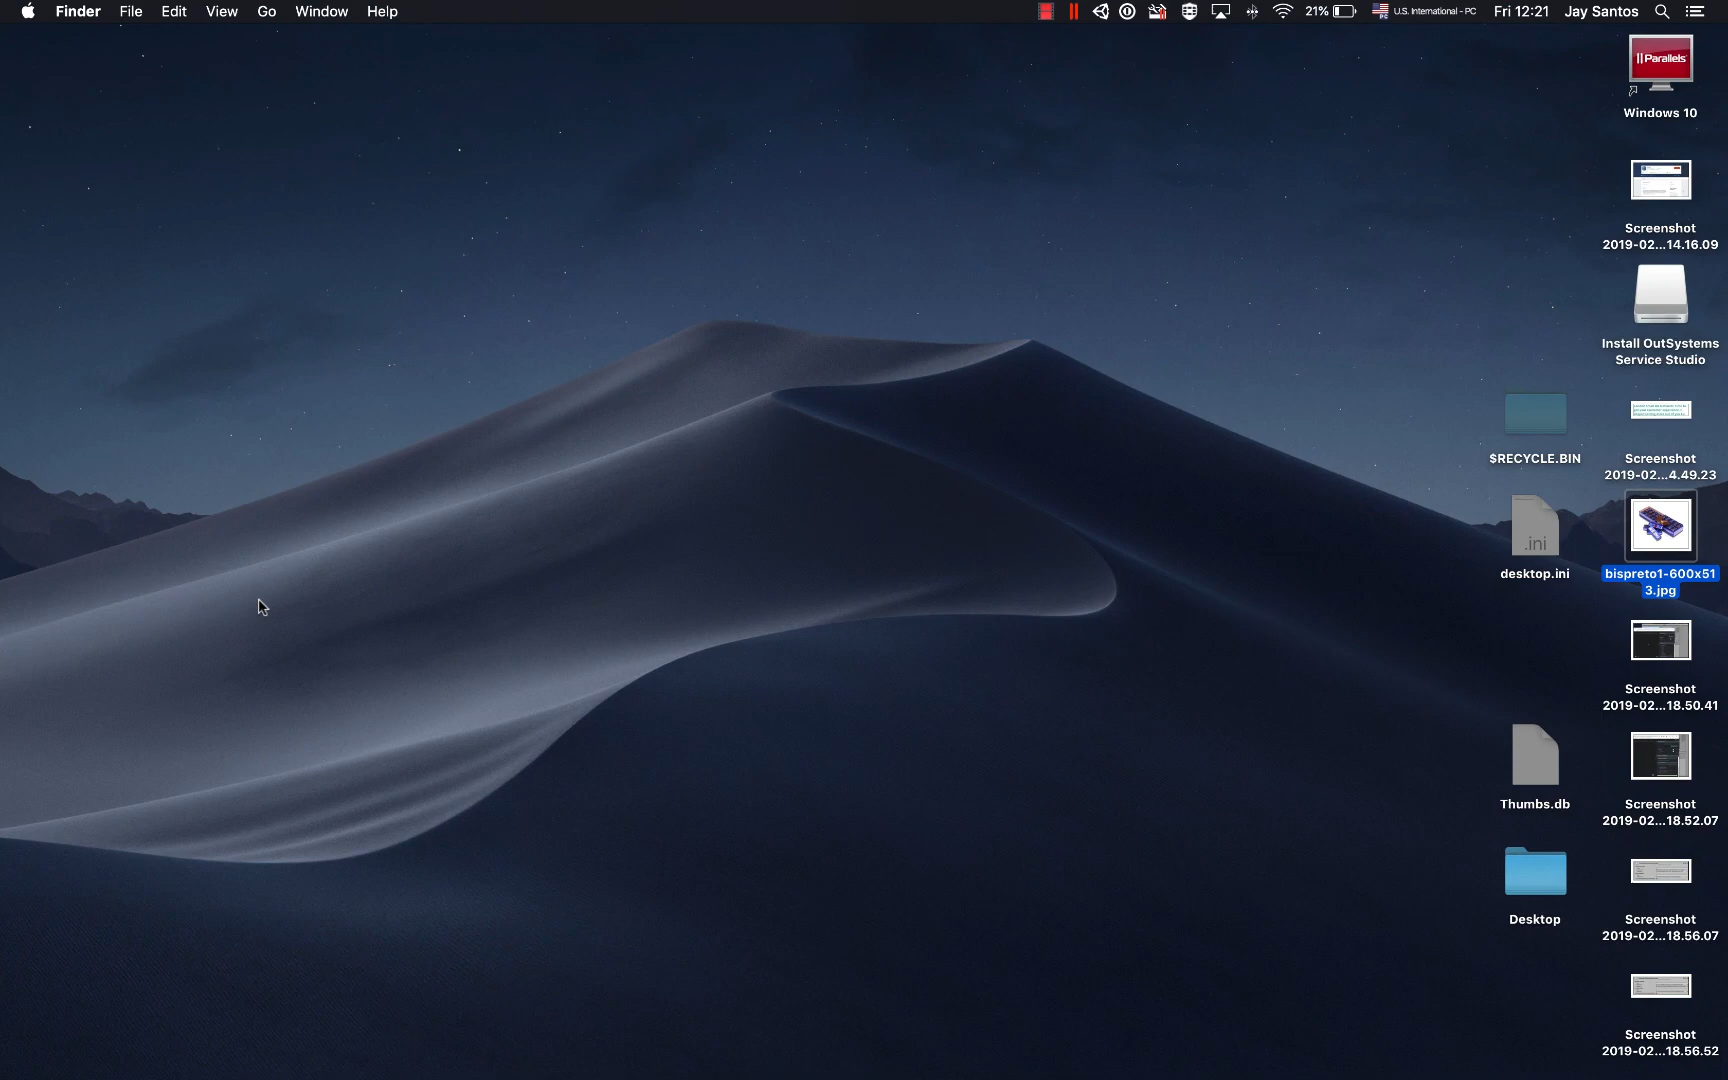 Finder File Edit View Go Window Help
21% U.S. International - PC Fri 12:21 Jay Santos
Parallels
Windows 10
Screenshot
2019-02...14.16.09
Install OutSystems
Service Studio
$RECYCLE.BIN
Screenshot
2019-02...4.49.23
.ini
desktop.ini
bispreto1-600x51
3.jpg
Screenshot
2019-02...18.50.41
Thumbs.db
Screenshot
2019-02...18.52.07
Desktop
Screenshot
2019-02...18.56.07
Screenshot
2019-02...18.56.52